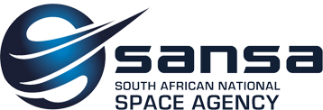 sansa
SOUTH AFRICAN NATIONAL
SPACE AGENCY